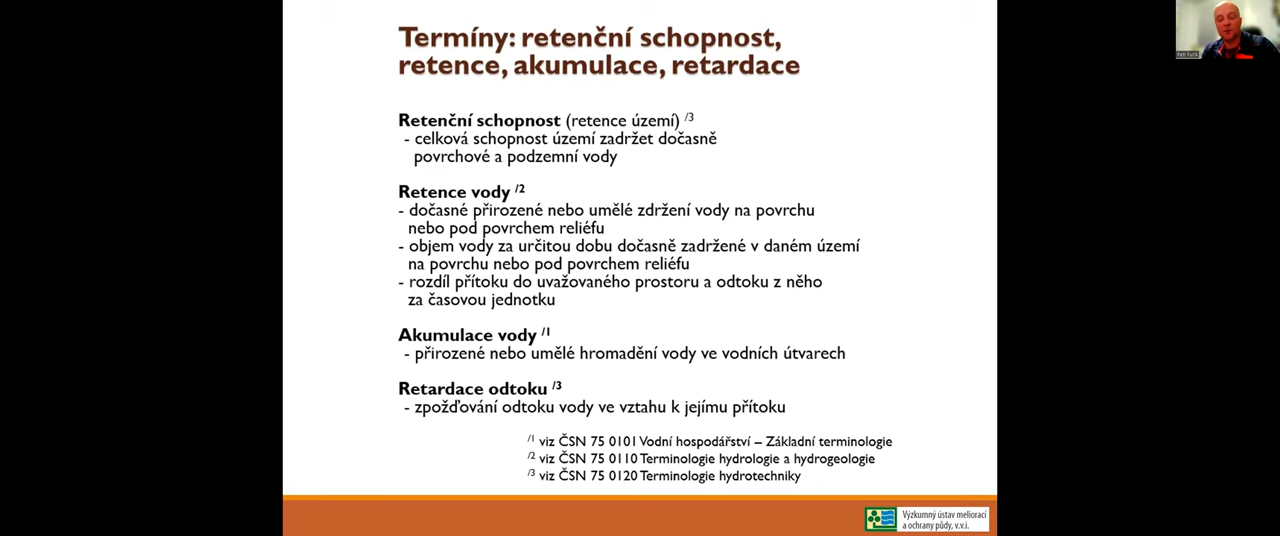 Termíny: retenční schopnost,
retence, akumulace, retardace
Retenční schopnost (retence území) /3
- celková schopnost území zadržet dočasně
povrchové a podzemní vody
Retence vody /2
- dočasné přirozené nebo umělé zdržení vody na povrchu
nebo pod povrchem reliéfu
- objem vody za určitou dobu dočasně zadržené v daném území
na povrchu nebo pod povrchem reliéfu
- rozdíl přítoku do uvažovaného prostoru a odtoku z něho
za časovou jednotku
Akumulace vody /1
- přirozené nebo umělé hromadění vody ve vodních útvarech
Retardace odtoku /3
- zpožďování odtoku vody ve vztahu k jejímu přítoku
/1 viz ČSN 75 0101 Vodní hospodářství – Základní terminologie
/2 viz ČSN 75 0110 Terminologie hydrologie a hydrogeologie
/3 viz ČSN 75 0120 Terminologie hydrotechniky
Výzkumný ústav meliorací
a ochrany půdy, v.v.i.